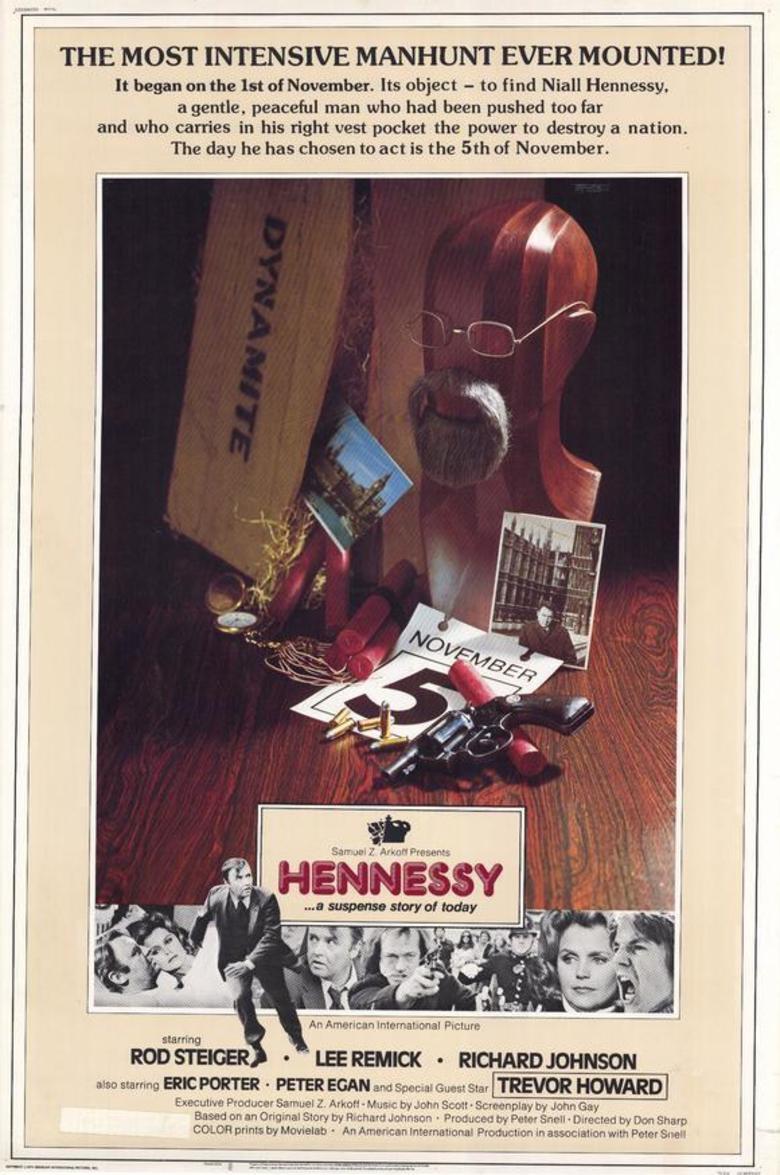 THE MOST INTENSIVE MANHUNT EVER MOUNTED!
It began on the 1st of November. Its object – to find Niall Hennessy,
a gentle, peaceful man who had been pushed too far
and who carries in his right vest pocket the power to destroy a nation.
The day he has chosen to act is the 5th of November.
DYNAMITE
NOVEMBER
5
Samuel Z. Arkoff Presents
HENNESSY
...a suspense story of today
An American International Picture
starring
ROD STEIGER • LEE REMICK • RICHARD JOHNSON
also starring ERIC PORTER • PETER EGAN and Special Guest Star TREVOR HOWARD
Executive Producer Samuel Z. Arkoff • Music by John Scott • Screenplay by John Gay
Based on an Original Story by Richard Johnson • Produced by Peter Snell • Directed by Don Sharp
COLOR prints by Movielab • An American International Production in association with Peter Snell